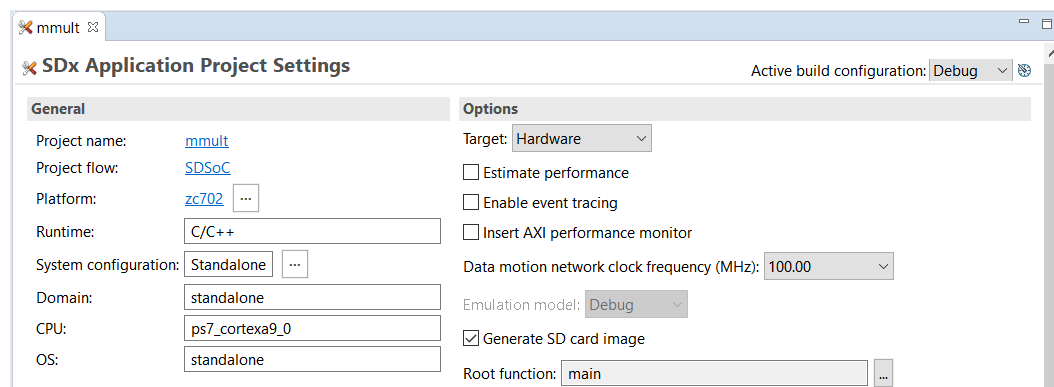 mmult
SDx Application Project Settings
Active build configuration: Debug
General
Project name: mmult
Project flow: SDSoC
Platform: zc702 ...
Runtime: C/C++
System configuration: Standalone ...
Domain: standalone
CPU: ps7_cortexa9_0
OS: standalone
Options
Target: Hardware
Estimate performance
Enable event tracing
Insert AXI performance monitor
Data motion network clock frequency (MHz): 100.00
Emulation model: Debug
Generate SD card image
Root function: main ...